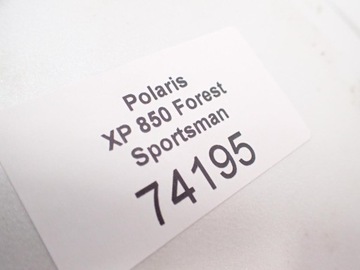 Polaris
XP 850 Forest
Sportsman
74195